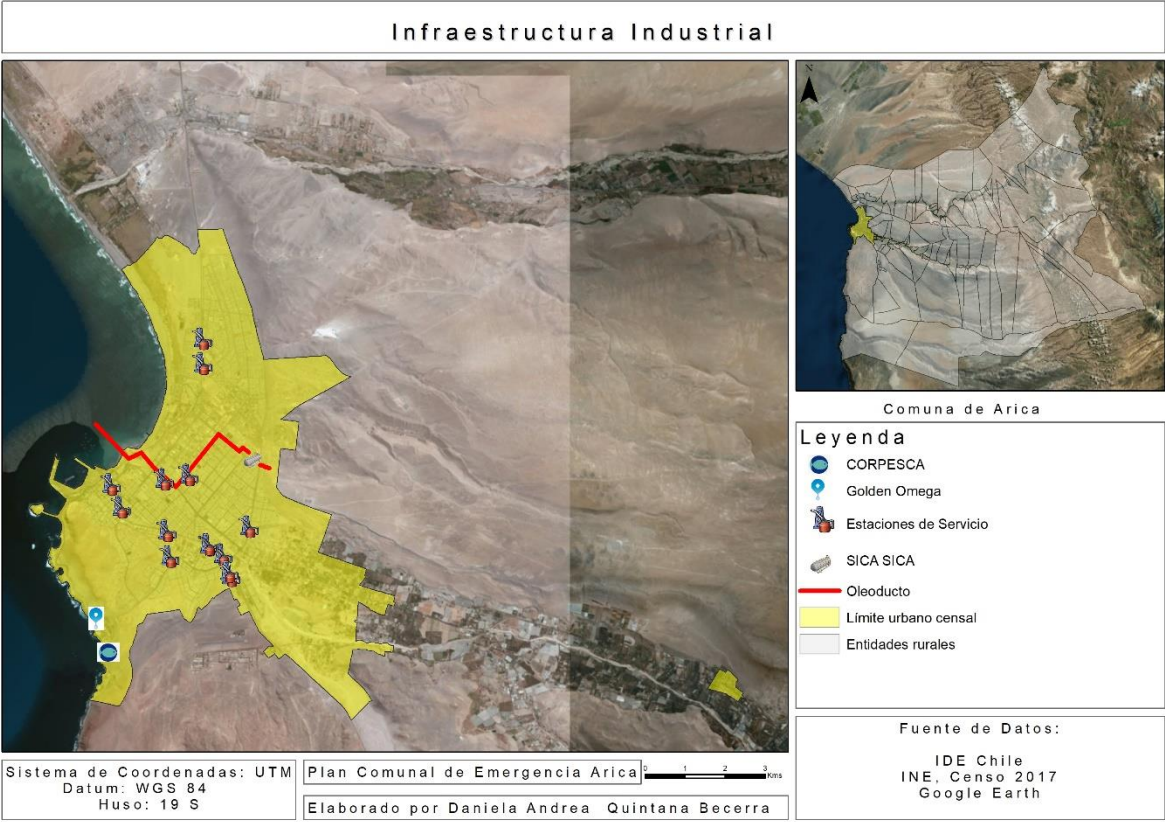 Infraestructura Industrial
N
Comuna de Arica
Leyenda
CORPESCA
Golden Omega
Estaciones de Servicio
SICA SICA
Oleoducto
Límite urbano censal
Entidades rurales
Sistema de Coordenadas: UTM
Datum: WGS 84
Huso: 19 S
Plan Comunal de Emergencia Arica
0 1 2 3
Kms
Elaborado por Daniela Andrea Quintana Becerra
Fuente de Datos:
IDE Chile
INE, Censo 2017
Google Earth